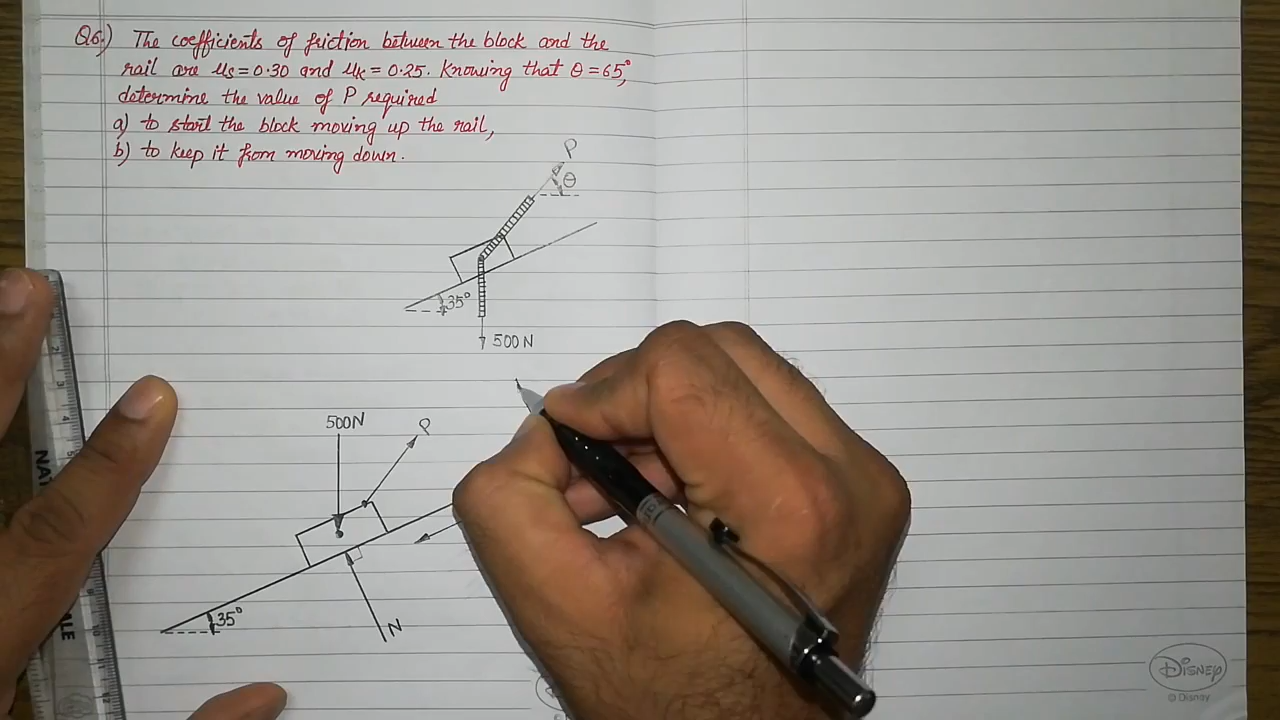 Q6.) The coefficients of friction between the block and the
rail are μs = 0.30 and μk = 0.25. Knowing that θ = 65°,
determine the value of P required
a) to start the block moving up the rail,
b) to keep it from moving down.
P
θ
35°
500 N
500N
P
35°
N
DISNEY
© Disney